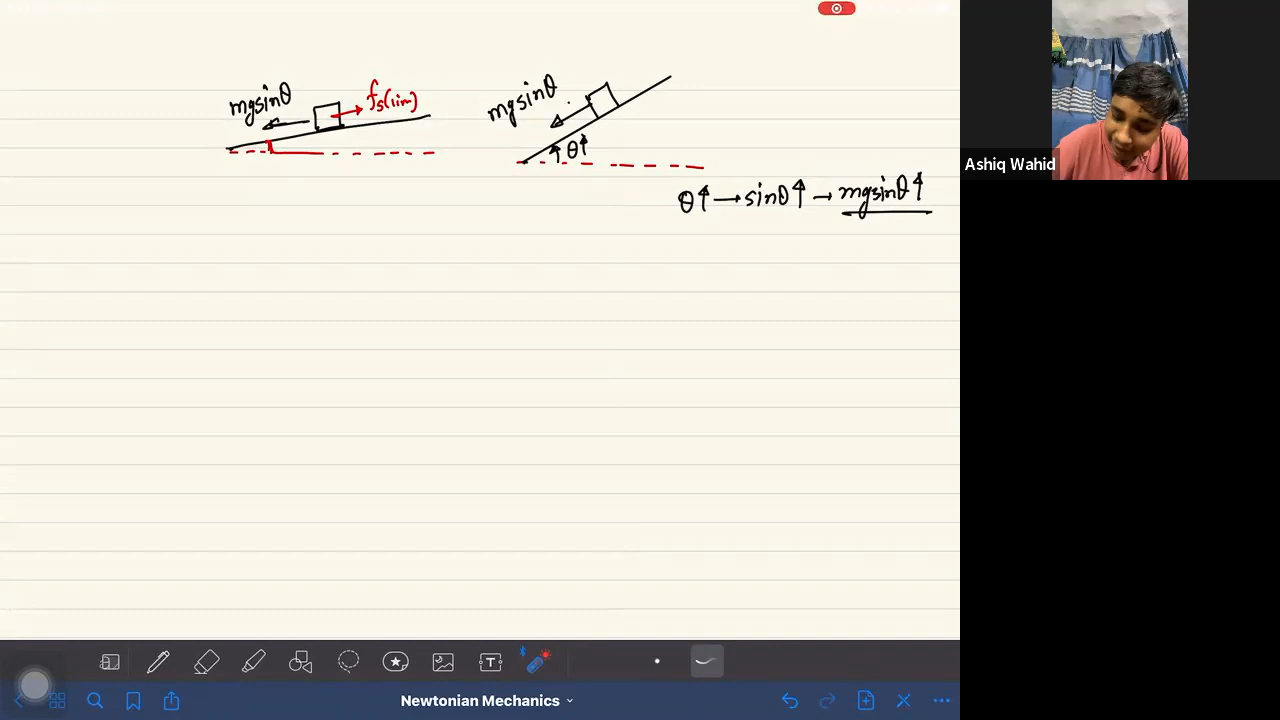 mgsinθ
fs(lim)
mgsinθ
θ↑
θ↑ → sinθ↑ → mgsinθ↑
Ashiq Wahid
T
Newtonian Mechanics